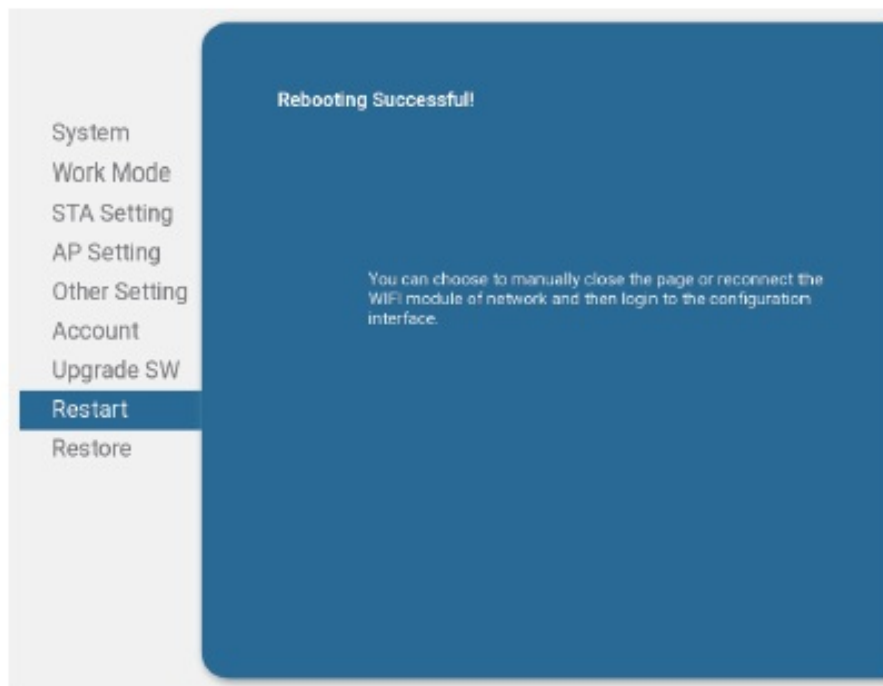 Rebooting Successful!
System
Work Mode
STA Setting
AP Setting
Other Setting
Account
Upgrade SW
Restart
Restore
You can choose to manually close the page or reconnect the
WIFI module of network and then login to the configuration
interface.